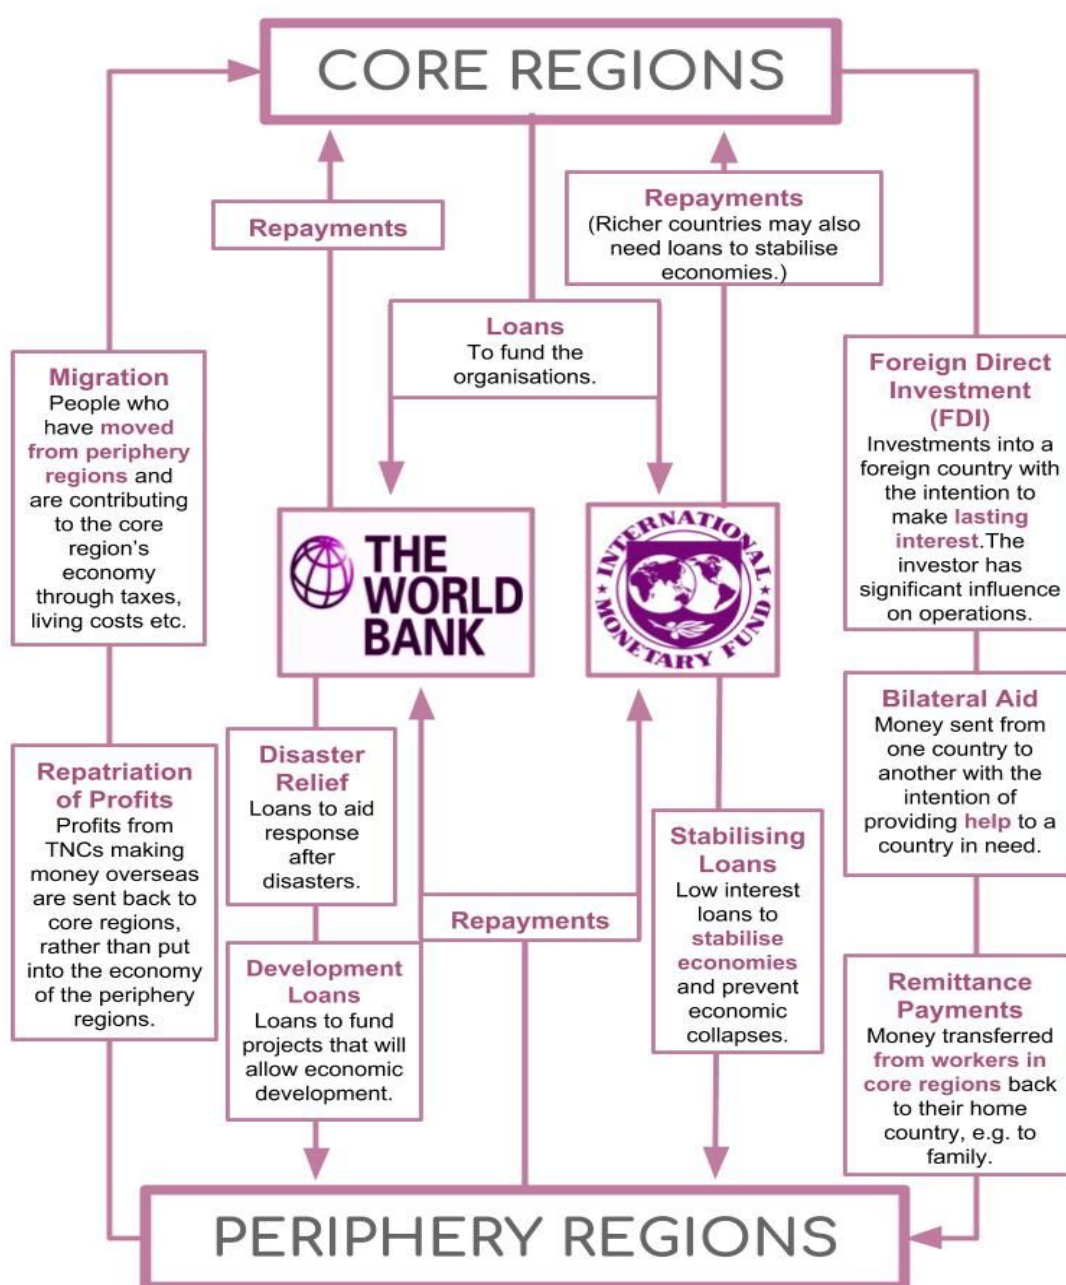 CORE REGIONS
Repayments
Repayments
(Richer countries may also
need loans to stabilise
economies.)
Loans
To fund the
organisations.
Migration
People who
have moved
from periphery
regions and
are contributing
to the core
region's
economy
through taxes,
living costs etc.
Foreign Direct
Investment
(FDI)
Investments into a
foreign country with
the intention to
make lasting
interest.The
investor has
significant influence
on operations.
THE
WORLD
BANK
INTERNATIONAL
MONETARY FUND
Repatriation
of Profits
Profits from
TNCs making
money overseas
are sent back to
core regions,
rather than put
into the economy
of the periphery
regions.
Disaster
Relief
Loans to aid
response
after
disasters.
Development
Loans
Loans to fund
projects that will
allow economic
development.
Repayments
Stabilising
Loans
Low interest
loans to
stabilise
economies
and prevent
economic
collapses.
Bilateral Aid
Money sent from
one country to
another with the
intention of
providing help to a
country in need.
Remittance
Payments
Money transferred
from workers in
core regions back
to their home
country, e.g. to
family.
PERIPHERY REGIONS